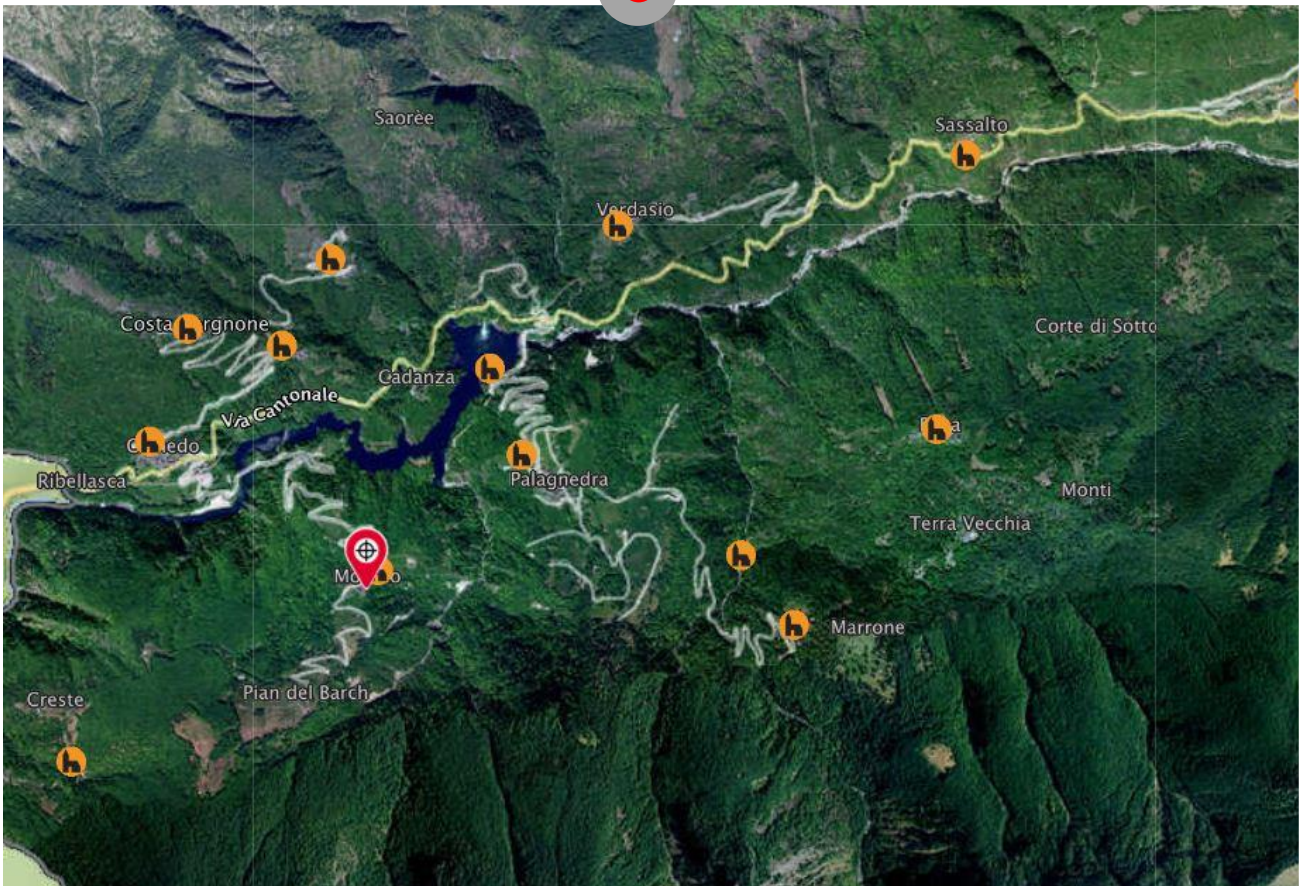 Saorèe
Sassalto
Verdasio
Corte di Sotto
Cadanza
Via Cantonale
Ribellasca
Palagnedra
Monti
Terra Vecchia
Marrone
Pian del Barch
Creste
Costa